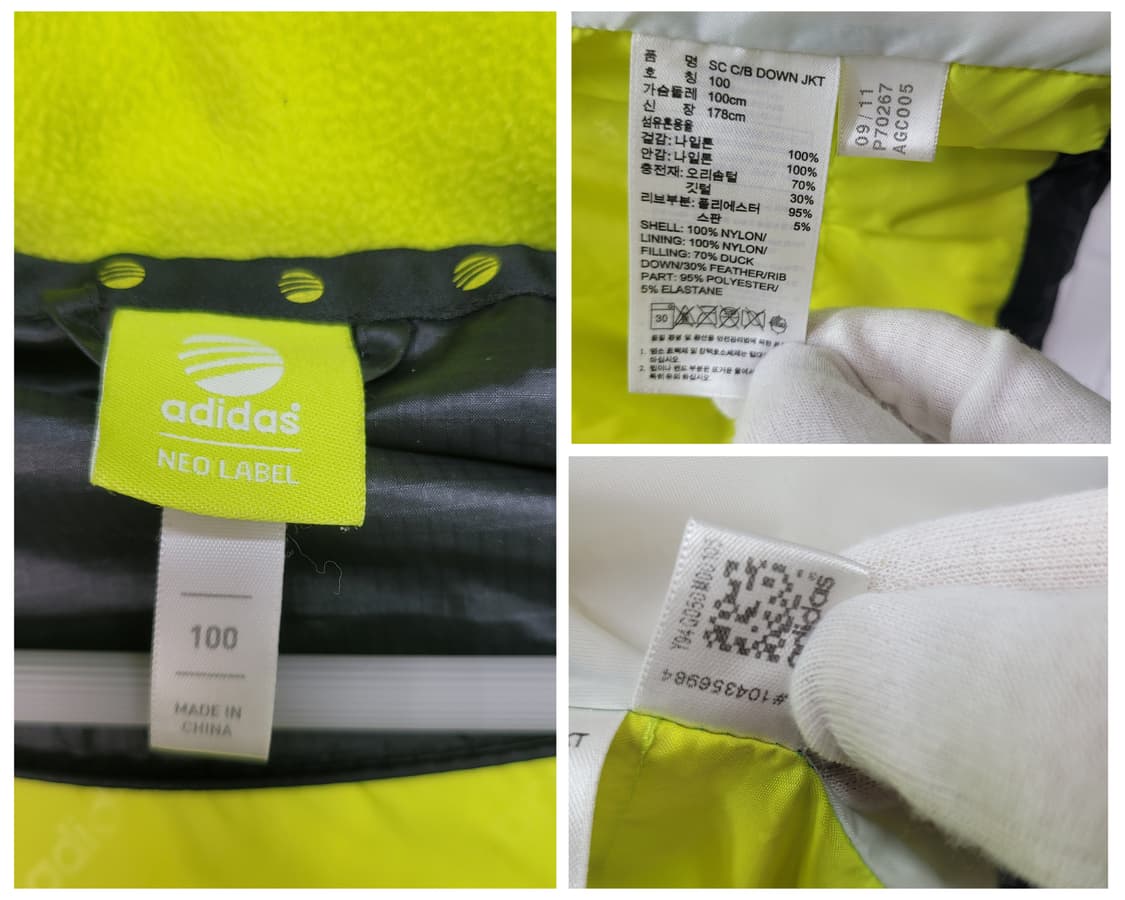 adidas
NEO LABEL
100
MADE IN
CHINA
adidas
품 명 SC C/B DOWN JKT
호 칭 100
가슴둘레 100cm
신 장 178cm
섬유혼용율
겉감: 나일론 100%
안감: 나일론 100%
충전재: 오리솜털 70%
깃털 30%
리브부분: 폴리에스터 95%
스판 5%
SHELL: 100% NYLON/
LINING: 100% NYLON/
FILLING: 70% DUCK
DOWN/30% FEATHER/RIB
PART: 95% POLYESTER/
5% ELASTANE
30
09/11
P70267
AGC005
adidas
#104356984